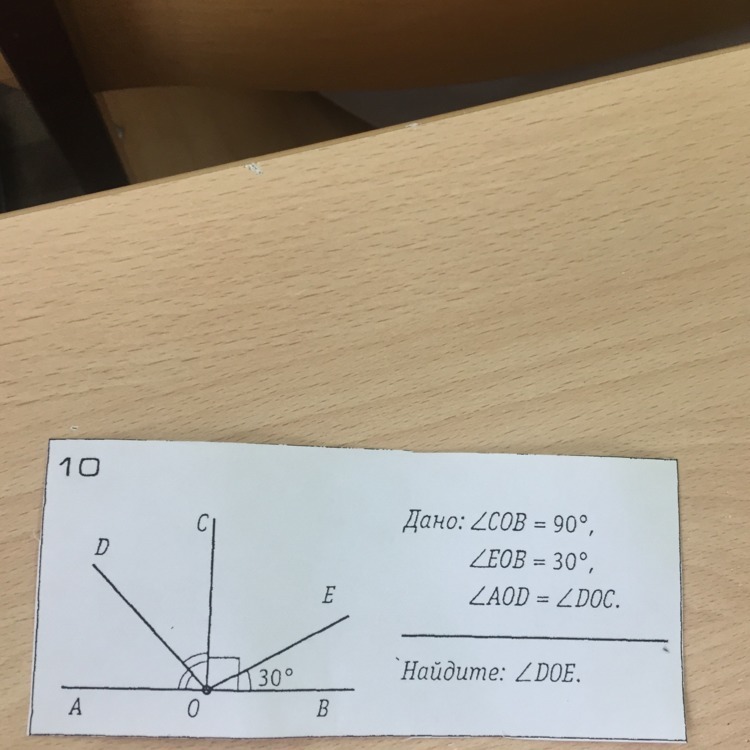 10
C
D
E
30°
A
O
B
Дано: ∠COB = 90°,
∠EOB = 30°,
∠AOD = ∠DOC.
Найдите: ∠DOE.